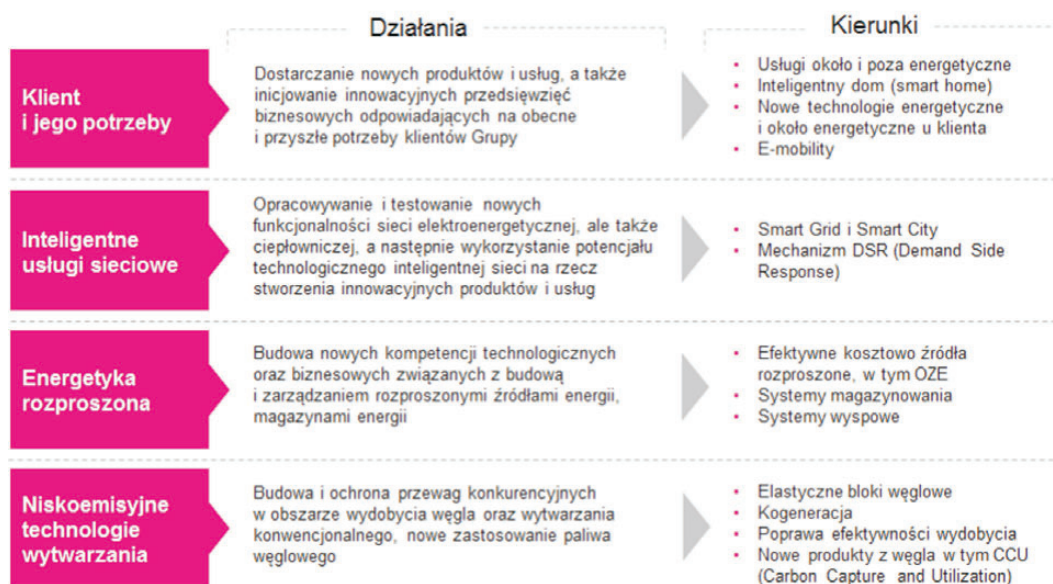 Działania
Kierunki
Klient
i jego potrzeby
Dostarczanie nowych produktów i usług, a także
inicjowanie innowacyjnych przedsięwzięć
biznesowych odpowiadających na obecne
i przyszłe potrzeby klientów Grupy
• Usługi około i poza energetyczne
• Inteligentny dom (smart home)
• Nowe technologie energetyczne
i około energetyczne u klienta
• E-mobility
Inteligentne
usługi sieciowe
Opracowywanie i testowanie nowych
funkcjonalności sieci elektroenergetycznej, ale także
ciepłowniczej, a następnie wykorzystanie potencjału
technologicznego inteligentnej sieci na rzecz
stworzenia innowacyjnych produktów i usług
• Smart Grid i Smart City
• Mechanizm DSR (Demand Side
Response)
Energetyka
rozproszona
Budowa nowych kompetencji technologicznych
oraz biznesowych związanych z budową
i zarządzaniem rozproszonymi źródłami energii,
magazynami energii
• Efektywne kosztowo źródła
rozproszone, w tym OZE
• Systemy magazynowania
• Systemy wyspowe
Niskoemisyjne
technologie
wytwarzania
Budowa i ochrona przewag konkurencyjnych
w obszarze wydobycia węgla oraz wytwarzania
konwencjonalnego, nowe zastosowanie paliwa
węglowego
• Elastyczne bloki węglowe
• Kogeneracja
• Poprawa efektywności wydobycia
• Nowe produkty z węgla w tym CCU
(Carbon Capture and Utilization)